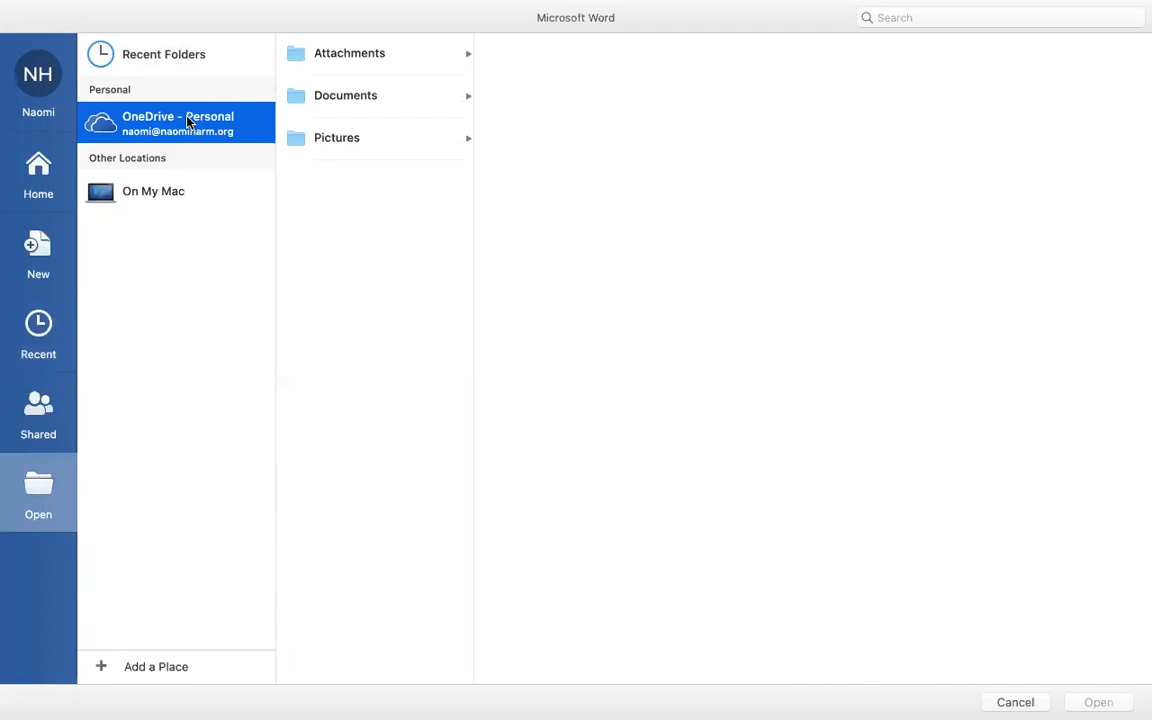 Microsoft Word
Search
NH
Naomi
Home
New
Recent
Shared
Open
Recent Folders
Personal
OneDrive - Personal
Other Locations
On My Mac
Add a Place
Attachments
Documents
Pictures
Cancel
Open